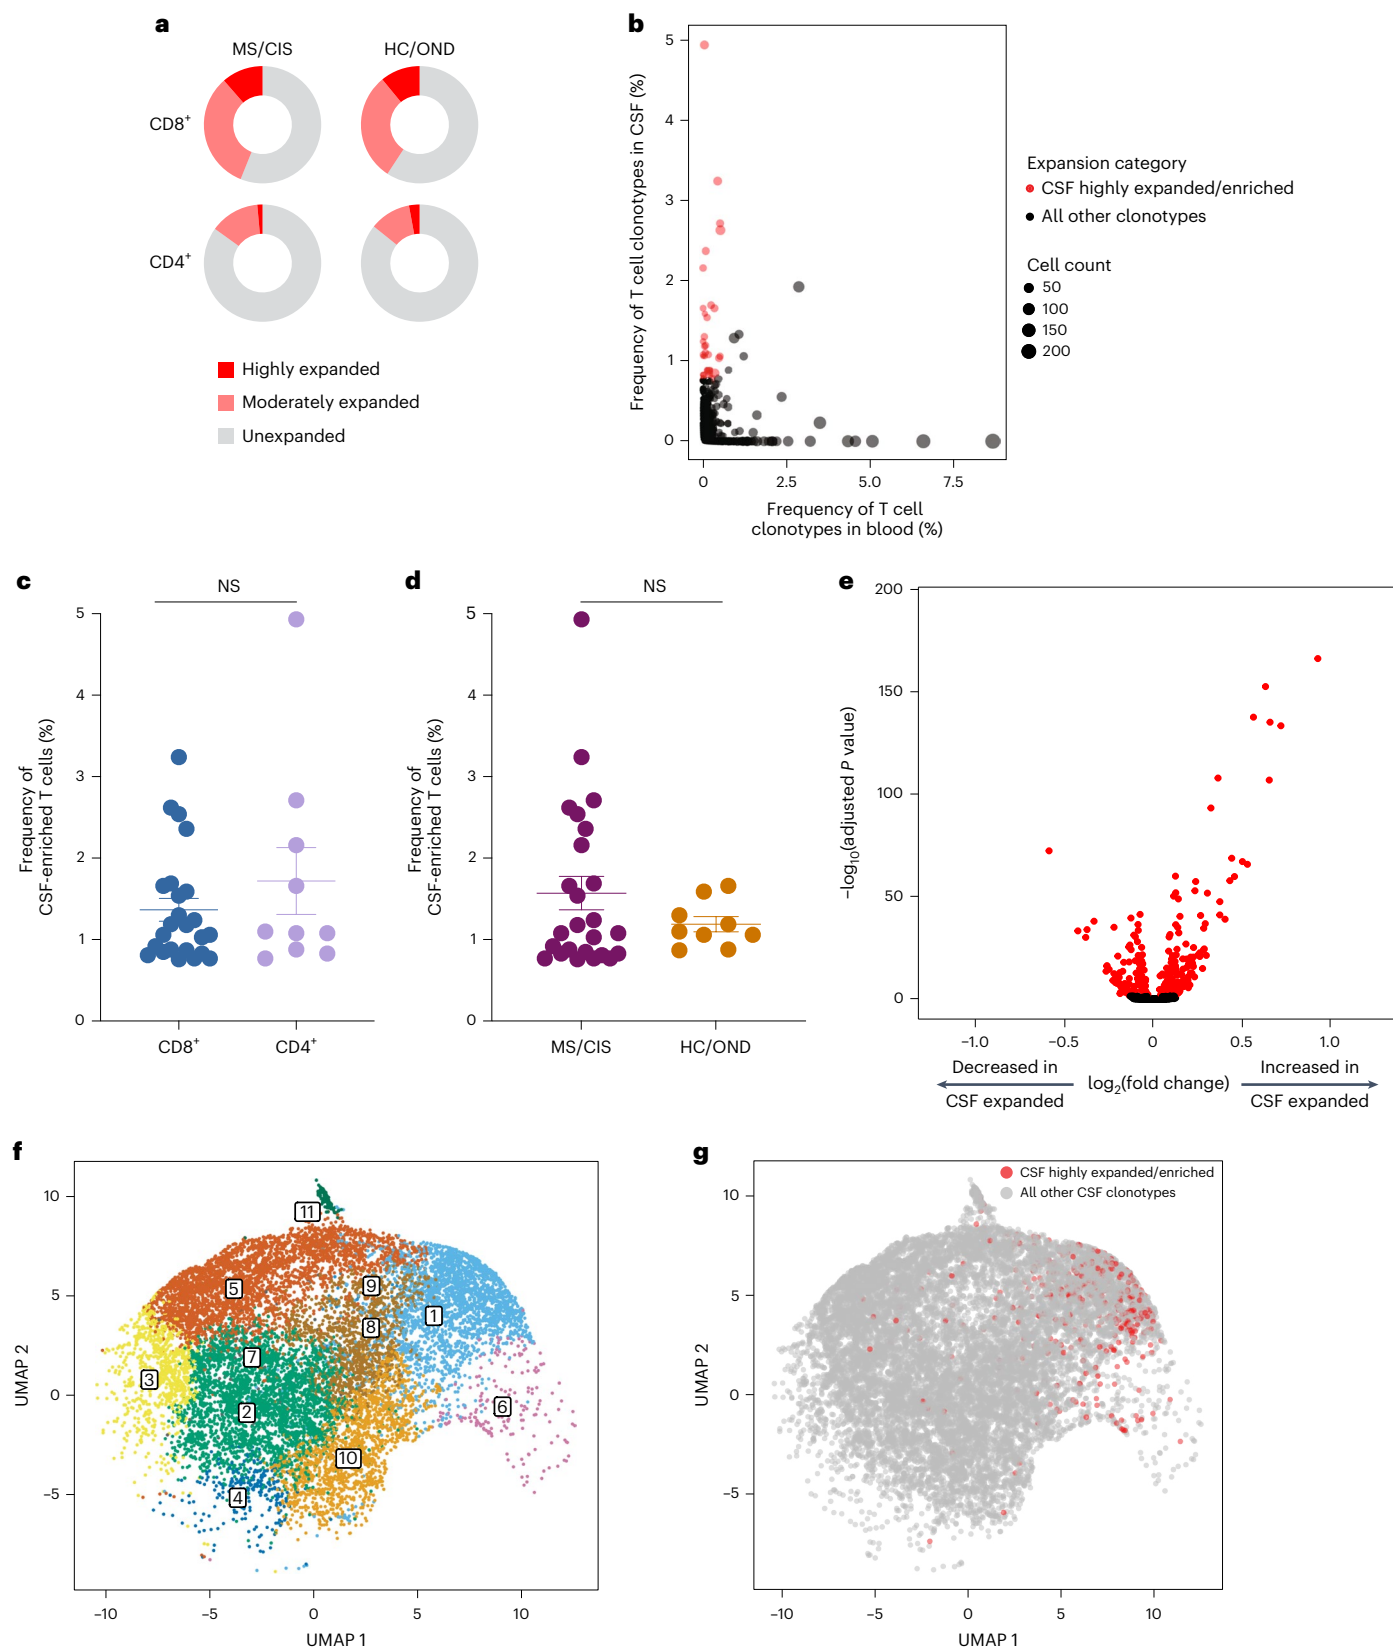 a
MS/CIS
HC/OND
CD8+
CD4+
Highly expanded
Moderately expanded
Unexpanded
b
Frequency of T cell clonotypes in CSF (%)
5
4
3
2
1
0
0
2.5
5.0
7.5
Frequency of T cell
clonotypes in blood (%)
Expansion category
CSF highly expanded/enriched
All other clonotypes
Cell count
50
100
150
200
c
NS
Frequency of
CSF-enriched T cells (%)
5
4
3
2
1
0
CD8+
CD4+
d
NS
Frequency of
CSF-enriched T cells (%)
5
4
3
2
1
0
MS/CIS
HC/OND
e
−log10(adjusted P value)
200
150
100
50
0
−1.0
−0.5
0
0.5
1.0
Decreased in
CSF expanded
log2(fold change)
Increased in
CSF expanded
f
UMAP 2
10
5
0
−5
11
5
9
1
8
7
3
2
6
10
4
−10
−5
0
5
10
UMAP 1
g
CSF highly expanded/enriched
All other CSF clonotypes
UMAP 2
10
5
0
−5
−10
−5
0
5
10
UMAP 1